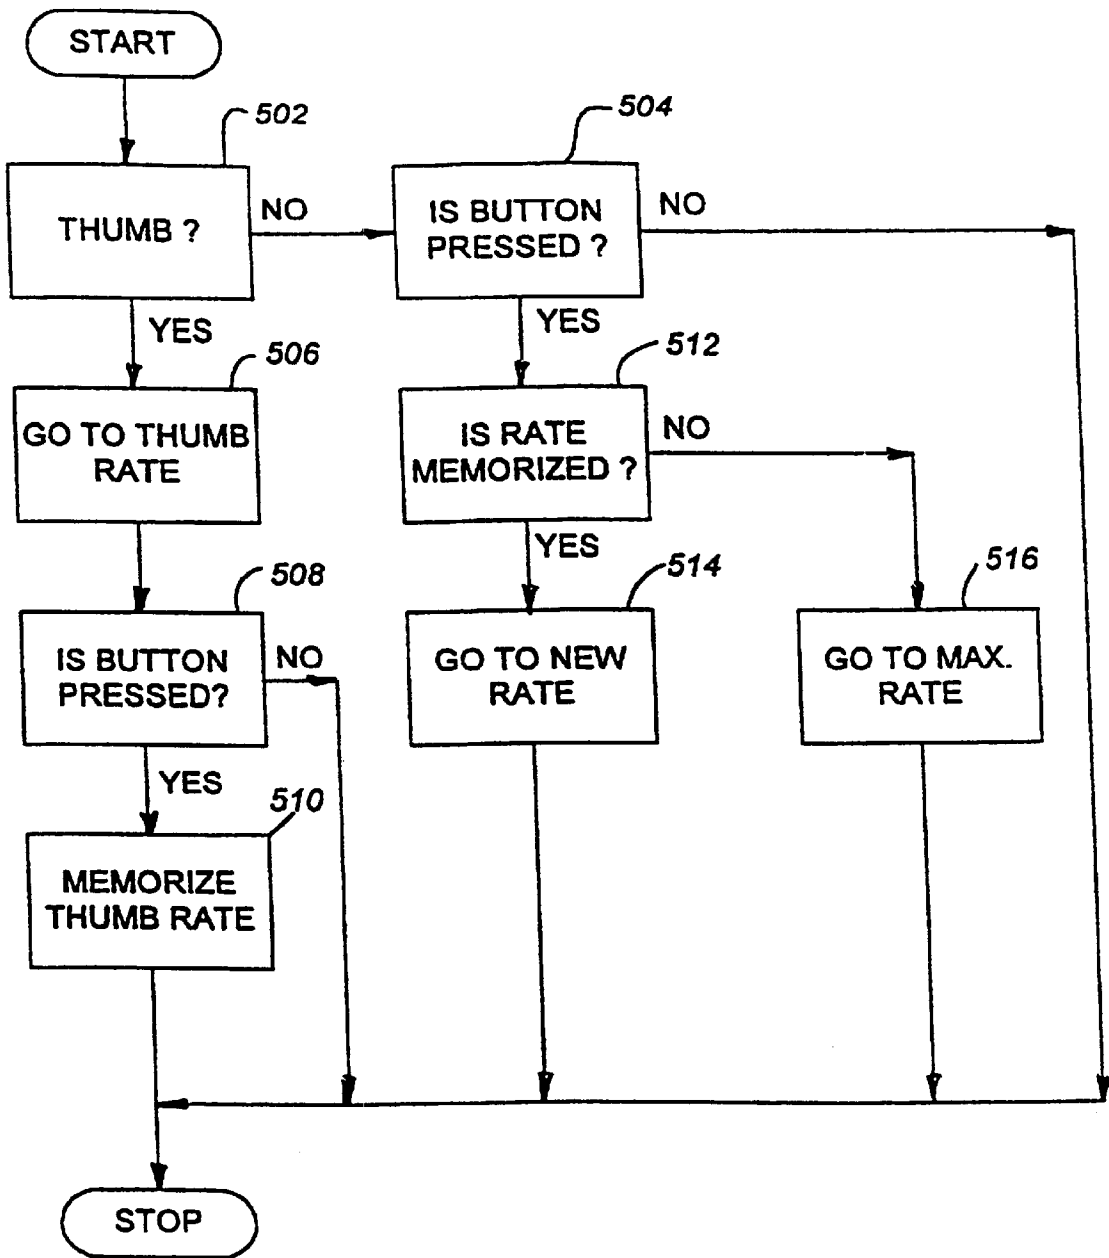 START
502
THUMB ?
NO
504
IS BUTTON
PRESSED ?
NO
YES
YES
506
GO TO THUMB
RATE
512
IS RATE
MEMORIZED ?
NO
YES
508
IS BUTTON
PRESSED?
NO
514
GO TO NEW
RATE
516
GO TO MAX.
RATE
YES
510
MEMORIZE
THUMB RATE
STOP